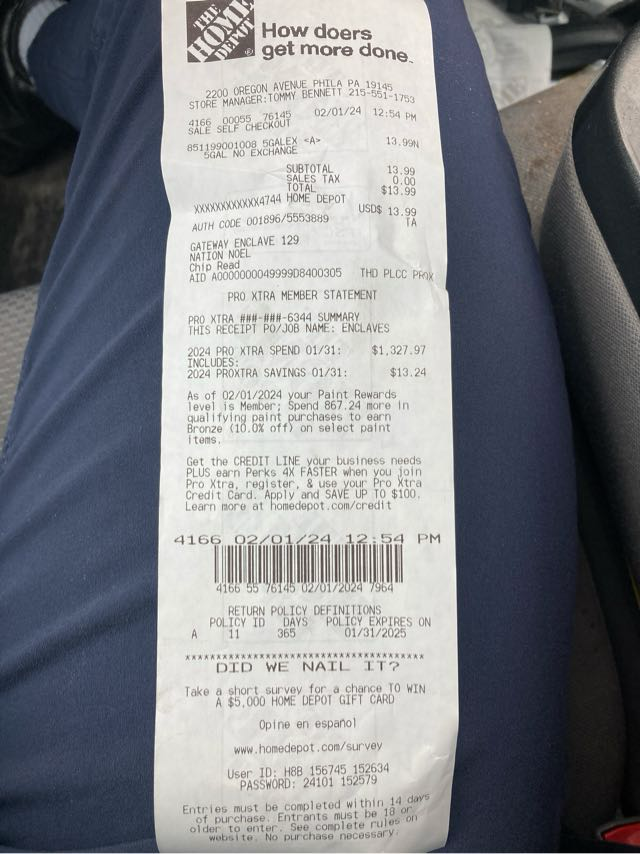 THE HOME DEPOT
How doers
get more done.
2200 OREGON AVENUE PHILA PA 19145
STORE MANAGER:TOMMY BENNETT 215-551-1753
4166 00055 76145 02/01/24 12:54 PM
SALE SELF CHECKOUT
851199001008 5GALEX <A> 13.99N
5GAL NO EXCHANGE
SUBTOTAL 13.99
SALES TAX 0.00
TOTAL $13.99
XXXXXXXXXXXX4744 HOME DEPOT
USD$ 13.99
AUTH CODE 001896/5553889 TA
GATEWAY ENCLAVE 129
NATION NOEL
Chip Read
AID A0000000049999D8400305 THD PLCC PROX
PRO XTRA MEMBER STATEMENT
PRO XTRA ###-###-6344 SUMMARY
THIS RECEIPT PO/JOB NAME: ENCLAVES
2024 PRO XTRA SPEND 01/31: $1,327.97
INCLUDES:
2024 PROXTRA SAVINGS 01/31: $13.24
As of 02/01/2024 your Paint Rewards
level is Member; Spend 867.24 more in
qualifying paint purchases to earn
Bronze (10.0% off) on select paint
items.
Get the CREDIT LINE your business needs
PLUS earn Perks 4X FASTER when you join
Pro Xtra, register, & use your Pro Xtra
Credit Card. Apply and SAVE UP TO $100.
Learn more at homedepot.com/credit
4166 02/01/24 12:54 PM
4166 55 76145 02/01/2024 7964
RETURN POLICY DEFINITIONS
POLICY ID DAYS POLICY EXPIRES ON
A 11 365 01/31/2025
******************************************
DID WE NAIL IT?
Take a short survey for a chance TO WIN
A $5,000 HOME DEPOT GIFT CARD
Opine en español
www.homedepot.com/survey
User ID: H8B 156745 152634
PASSWORD: 24101 152579
Entries must be completed within 14 days
of purchase. Entrants must be 18 or
older to enter. See complete rules on
website. No purchase necessary.